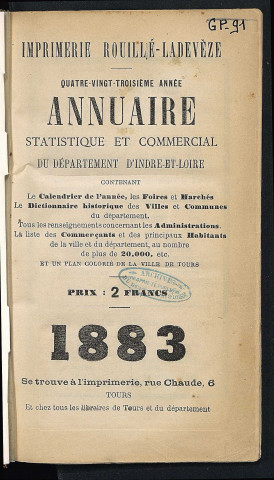 GP.91
IMPRIMERIE ROUILLÉ-LADEVÈZE
QUATRE-VINGT-TROISIÈME ANNÉE
ANNUAIRE
STATISTIQUE ET COMMERCIAL
DU DÉPARTEMENT D'INDRE-ET-LOIRE
CONTENANT
Le Calendrier de l'année, les Foires et Marchés
Le Dictionnaire historique des Villes et Communes
du département.
Tous les renseignements concernant les Administrations.
La liste des Commerçants et des principaux Habitants
de la ville et du département, au nombre
de plus de 20,000, etc.
ET UN PLAN COLORIÉ DE LA VILLE DE TOURS
ARCHIVES
PRIX : 2 FRANCS
1883
Se trouve à l'imprimerie, rue Chaude, 6
TOURS
Et chez tous les libraires de Tours et du département